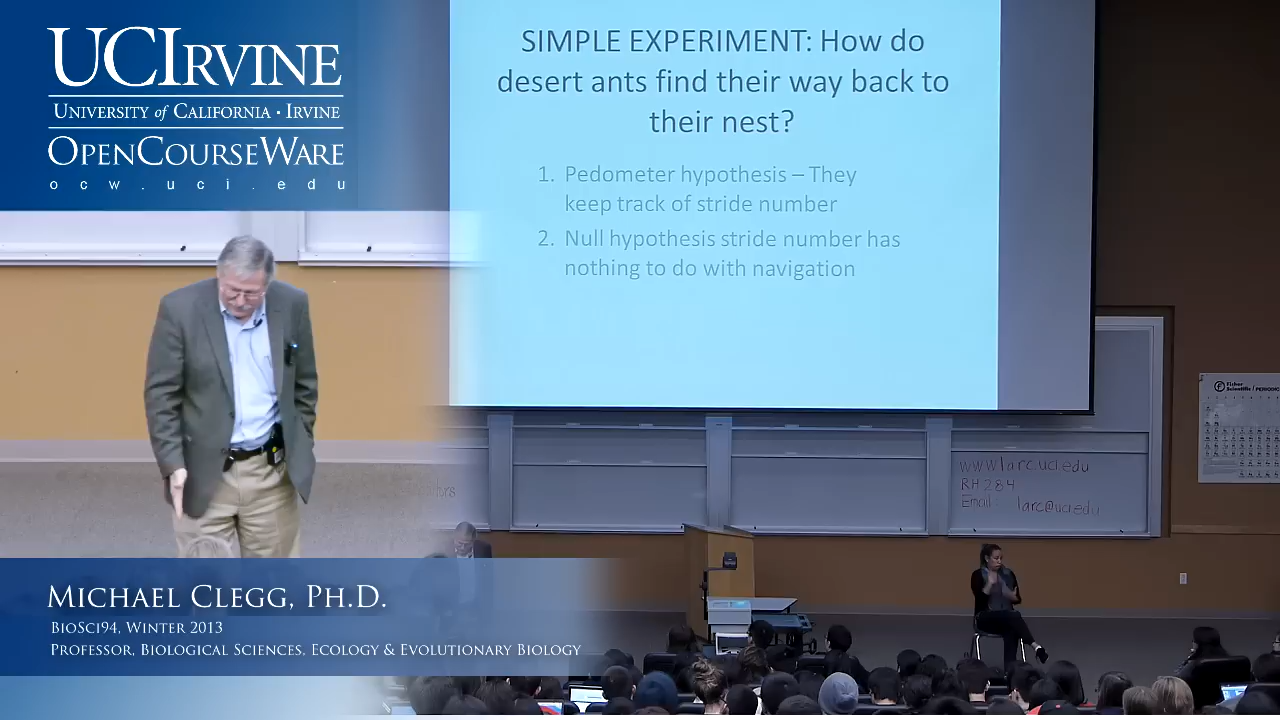 UCIRVINE
UNIVERSITY of CALIFORNIA · IRVINE
OPENCOURSEWARE
ocw.uci.edu
SIMPLE EXPERIMENT: How do
desert ants find their way back to
their nest?
1. Pedometer hypothesis – They
keep track of stride number
2. Null hypothesis stride number has
nothing to do with navigation
Fisher
Scientific / PERIODIC
www.larc.uci.edu
RH 284
Email: larc@uci.edu
MICHAEL CLEGG, PH.D.
BIOSCI94, WINTER 2013
PROFESSOR, BIOLOGICAL SCIENCES, ECOLOGY & EVOLUTIONARY BIOLOGY